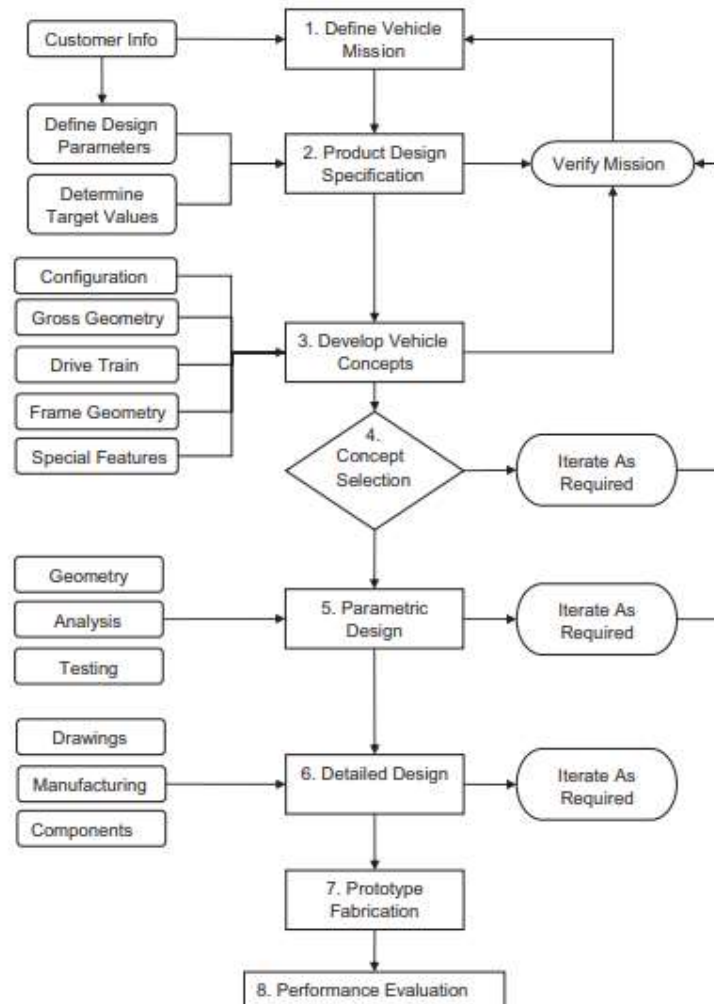 Customer Info
1. Define Vehicle
Mission
Define Design
Parameters
2. Product Design
Specification
Verify Mission
Determine
Target Values
Configuration
Gross Geometry
3. Develop Vehicle
Concepts
Drive Train
Frame Geometry
Special Features
4.
Concept
Selection
Iterate As
Required
Geometry
Analysis
Testing
5. Parametric
Design
Iterate As
Required
Drawings
Manufacturing
Components
6. Detailed Design
Iterate As
Required
7. Prototype
Fabrication
8. Performance Evaluation